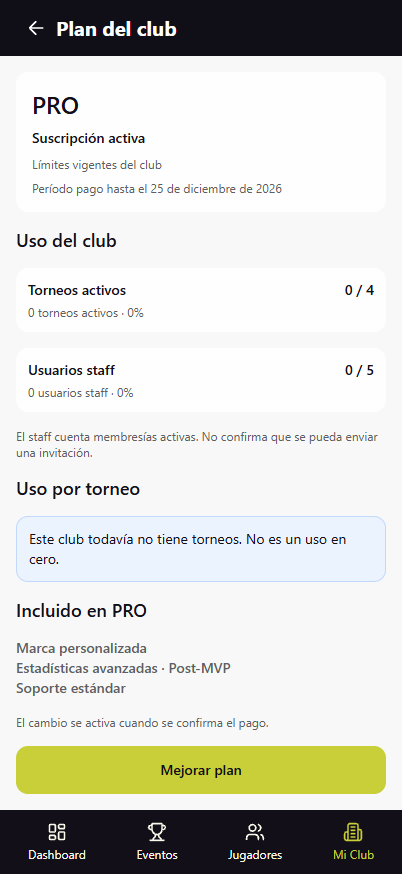 Plan del club
PRO
Suscripción activa
Límites vigentes del club
Período pago hasta el 25 de diciembre de 2026
Uso del club
Torneos activos
0 / 4
0 torneos activos · 0%
Usuarios staff
0 / 5
0 usuarios staff · 0%
El staff cuenta membresías activas. No confirma que se pueda enviar
una invitación.
Uso por torneo
Este club todavía no tiene torneos. No es un uso en
cero.
Incluido en PRO
Marca personalizada
Estadísticas avanzadas · Post-MVP
Soporte estándar
El cambio se activa cuando se confirma el pago.
Mejorar plan
Dashboard
Eventos
Jugadores
Mi Club